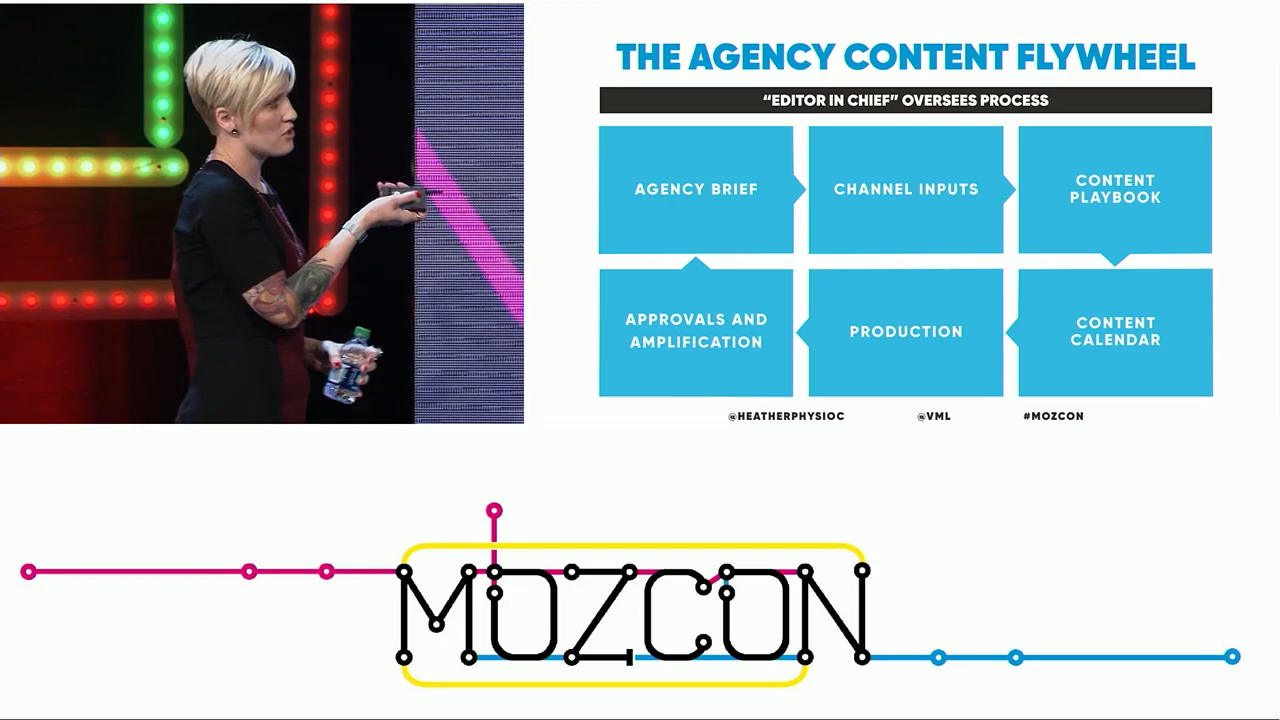 THE AGENCY CONTENT FLYWHEEL
“EDITOR IN CHIEF” OVERSEES PROCESS
AGENCY BRIEF
CHANNEL INPUTS
CONTENT
PLAYBOOK
APPROVALS AND
AMPLIFICATION
PRODUCTION
CONTENT
CALENDAR
@HEATHERPHYSIOC @VML #MOZCON
MOZCON